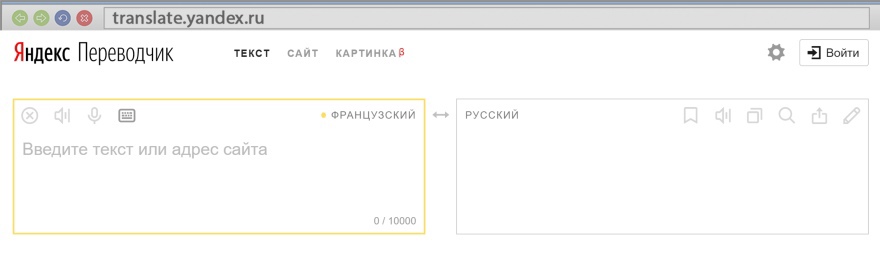 translate.yandex.ru
Яндекс Переводчик ТЕКСТ САЙТ КАРТИНКА β Войти
ФРАНЦУЗСКИЙ РУССКИЙ
Введите текст или адрес сайта
0 / 10000